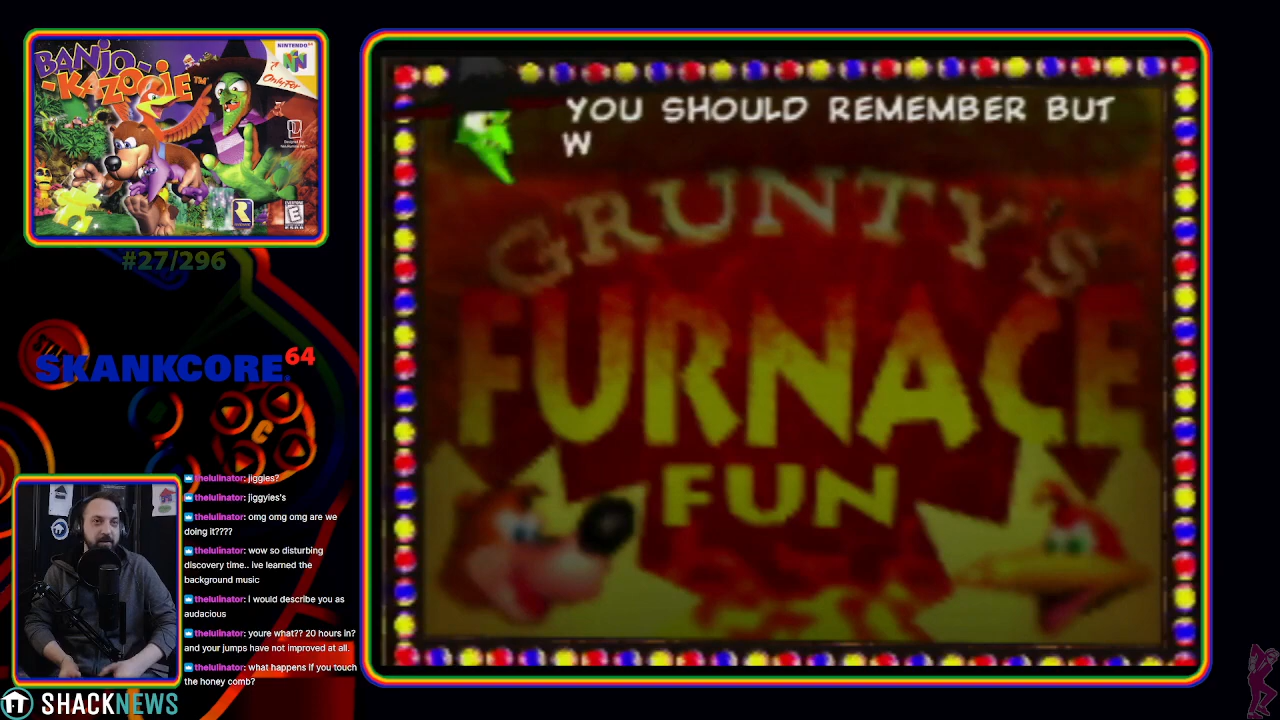 NINTENDO 64
BANJO-
-KAZOOIE™
Only For
#27/296
SKANKCORE64
thelulinator: jiggies?
thelulinator: jiggyies's
thelulinator: omg omg omg are we
doing it????
thelulinator: wow so disturbing
discovery time.. ive learned the
background music
thelulinator: i would describe you as
audacious
thelulinator: youre what?? 20 hours in?
and your jumps have not improved at all.
thelulinator: what happens if you touch
the honey comb?
SHACKNEWS
YOU SHOULD REMEMBER BUT
W
GRUNTY'S
FURNACE
FUN